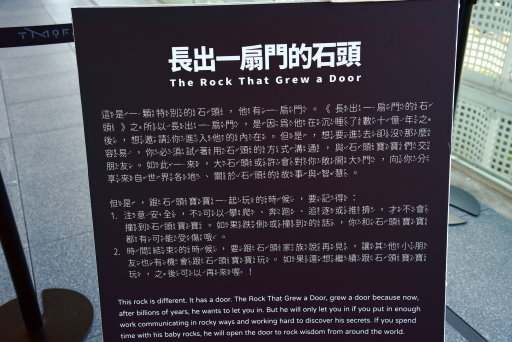 TIMOR
長出一扇門的石頭
The Rock That Grew a Door
這是一顆特別的石頭，他有一扇門。《長出一扇門的石
頭》之所以長出一扇門，是因為他在沉睡了數十億年之
後，想邀請你進入他的內在。但是，想要進去卻沒那麼
容易，你必須試著用石頭的方式溝通，與石頭寶寶們交
朋友。如此一來，大石頭或許會對你敞開大門，向你分
享來自世界各地、關於石頭的故事與智慧。
但是，跟石頭寶寶一起玩的時候，要記得：
1. 注意安全，不可以攀爬、奔跑、追逐或推擠，才不會
撞到石頭寶寶。如果跌倒或撞到的話，你和石頭寶寶
都有可能受傷喔。
2. 時間結束的時候，要跟石頭家族說再見，讓其他小朋
友也有機會跟石頭寶寶玩。如果還想繼續跟石頭寶寶
玩，之後可以再來喔！
This rock is different. It has a door. The Rock That Grew a Door, grew a door because now,
after billions of years, he wants to let you in. But he will only let you in if you put in enough
work communicating in rocky ways and working hard to discover his secrets. If you spend
time with his baby rocks, he will open the door to rock wisdom from around the world.